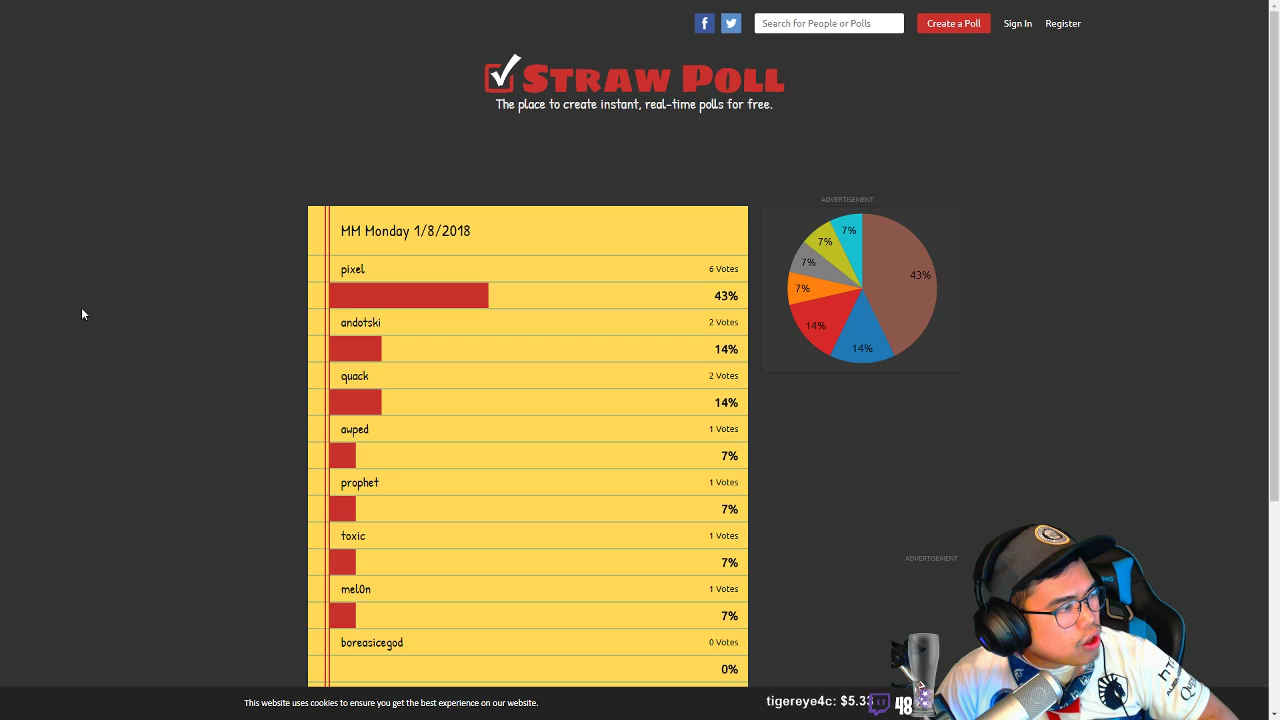 Search for People or Polls
Create a Poll
Sign In
Register
STRAW POLL
The place to create instant, real-time polls for free.
ADVERTISEMENT
MM Monday 1/8/2018
pixel
6 Votes
43%
andotski
2 Votes
14%
quack
2 Votes
14%
awped
1 Votes
7%
prophet
1 Votes
7%
toxic
1 Votes
7%
mel0n
1 Votes
7%
boreasicegod
0 Votes
0%
7%
7%
7%
7%
14%
14%
43%
ADVERTISEMENT
This website uses cookies to ensure you get the best experience on our website.
tigereye4c:
48